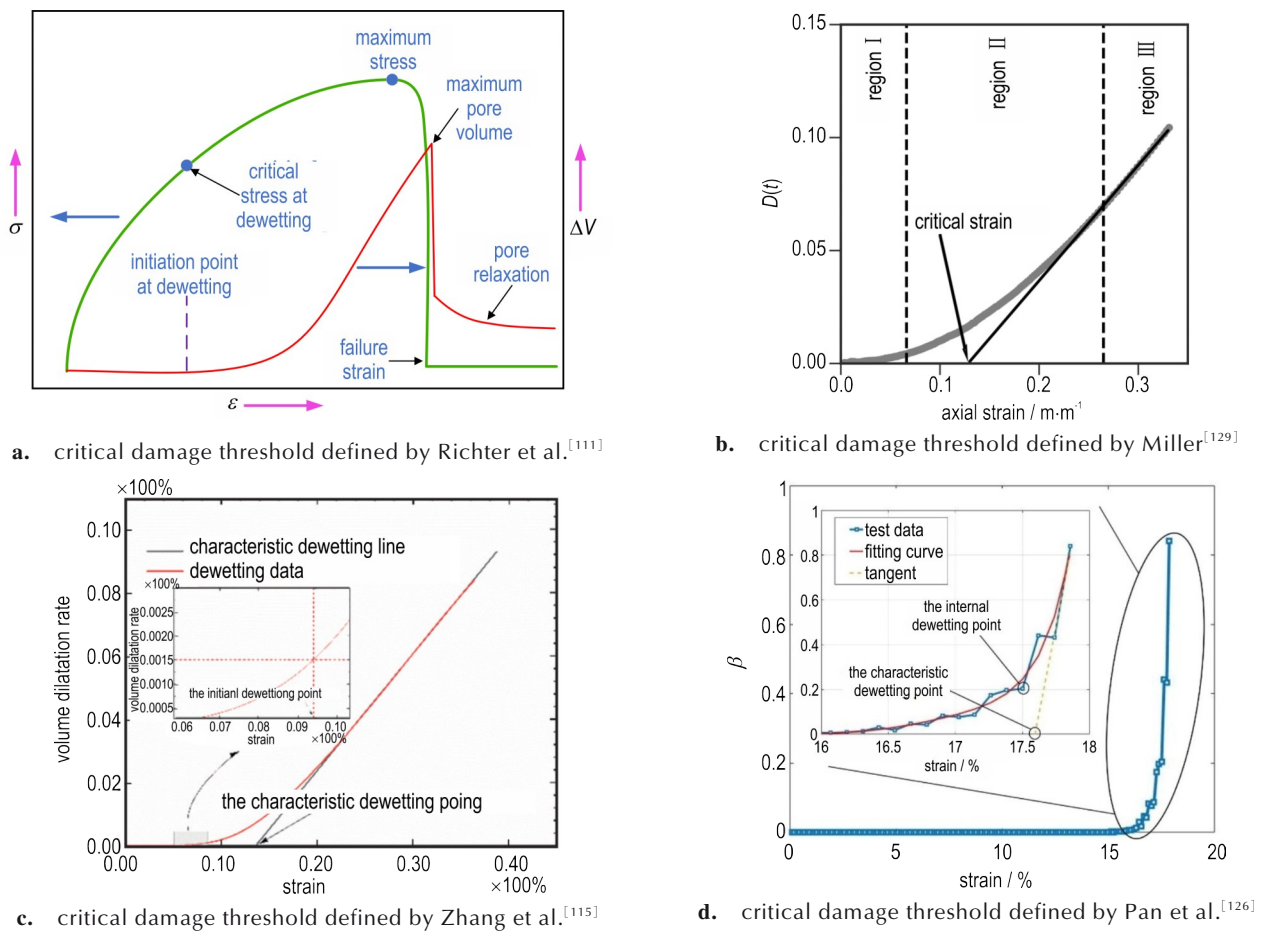 maximum
stress
maximum
pore
volume
critical
stress at
dewetting
σ
ΔV
initiation point
at dewetting
pore
relaxation
failure
strain
ε
a. critical damage threshold defined by Richter et al.[111]
0.15
region Ⅰ
region Ⅱ
region Ⅲ
0.10
D(t)
critical strain
0.05
0.00
0.0 0.1 0.2 0.3
axial strain / m·m-1
b. critical damage threshold defined by Miller[129]
×100%
0.10
characteristic dewetting line
dewetting data
0.08
×100%
0.0025
0.0020
0.0015
0.0010
0.0005
volume dilatation rate
the initianl dewettiong point
0.06 0.07 0.08 0.09 0.10
strain
×100%
0.06
volume dilatation rate
0.04
0.02
the characteristic dewetting poing
0.00
0.00 0.10 0.20 0.30 0.40
strain
×100%
c. critical damage threshold defined by Zhang et al.[115]
1
0.8
0.6
0.4
0.2
0
β
1
0.8
0.6
0.4
0.2
0
test data
fitting curve
tangent
the internal
dewetting point
the characteristic
dewetting point
16 16.5 17 17.5 18
strain / %
0 5 10 15 20
strain / %
d. critical damage threshold defined by Pan et al.[126]